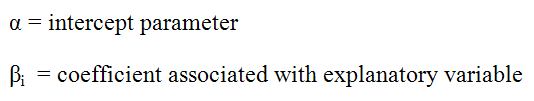 α = intercept parameter
βᵢ = coefficient associated with explanatory variable